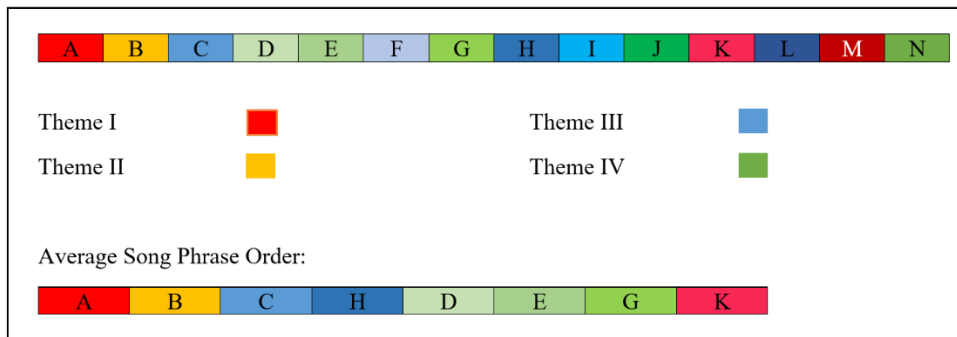 A B C D E F G H I J K L M N
Theme I Theme III
Theme II Theme IV
Average Song Phrase Order:
A B C H D E G K